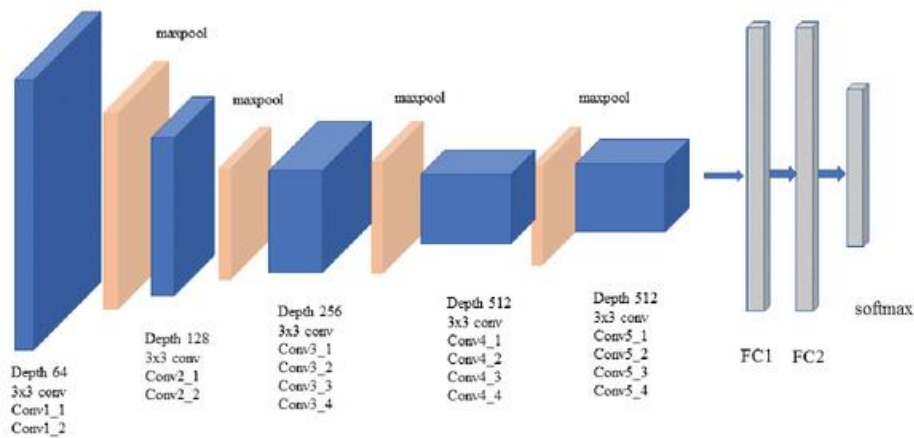 maxpool
maxpool
maxpool
maxpool
Depth 64
3x3 conv
Conv1_1
Conv1_2
Depth 128
3x3 conv
Conv2_1
Conv2_2
Depth 256
3x3 conv
Conv3_1
Conv3_2
Conv3_3
Conv3_4
Depth 512
3x3 conv
Conv4_1
Conv4_2
Conv4_3
Conv4_4
Depth 512
3x3 conv
Conv5_1
Conv5_2
Conv5_3
Conv5_4
FC1
FC2
softmax